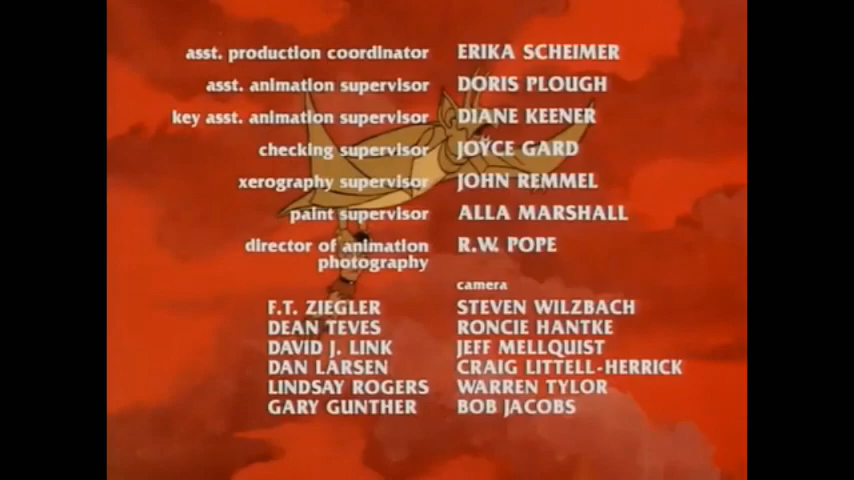 asst. production coordinator ERIKA SCHEIMER
asst. animation supervisor DORIS PLOUGH
key asst. animation supervisor DIANE KEENER
checking supervisor JOYCE GARD
xerography supervisor JOHN REMMEL
paint supervisor ALLA MARSHALL
director of animation R.W. POPE
photography
camera
F.T. ZIEGLER STEVEN WILZBACH
DEAN TEVES RONCIE HANTKE
DAVID J. LINK JEFF MELLQUIST
DAN LARSEN CRAIG LITTELL-HERRICK
LINDSAY ROGERS WARREN TYLOR
GARY GUNTHER BOB JACOBS